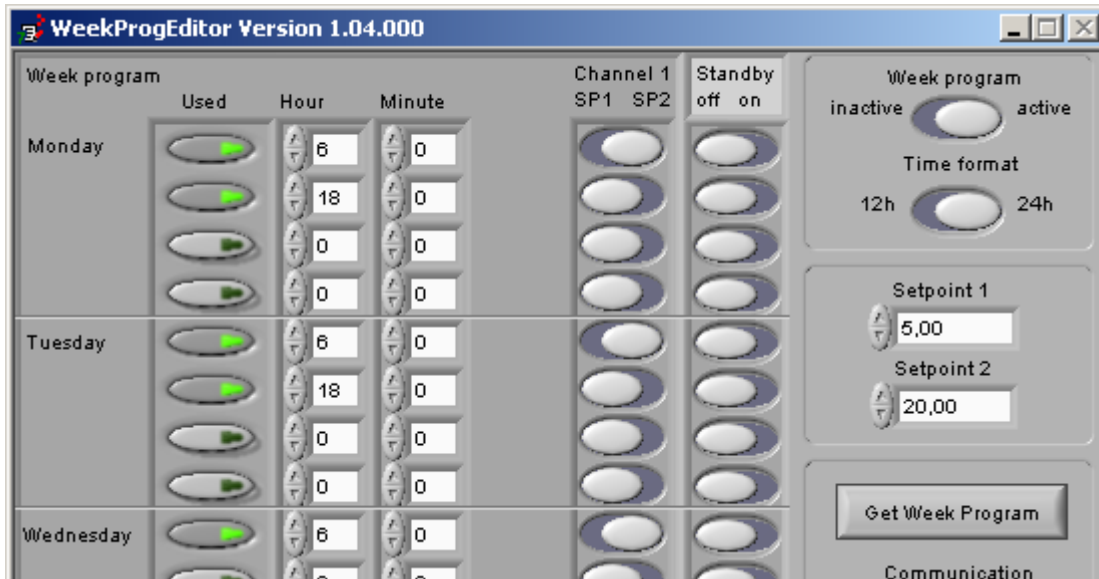 WeekProgEditor Version 1.04.000
Week program
Used Hour Minute
Channel 1
SP1 SP2
Standby
off on
Monday
6 0
18 0
0 0
0 0
Tuesday
6 0
18 0
0 0
0 0
Wednesday
6 0
Week program
inactive active
Time format
12h 24h
Setpoint 1
5,00
Setpoint 2
20,00
Get Week Program
Communication